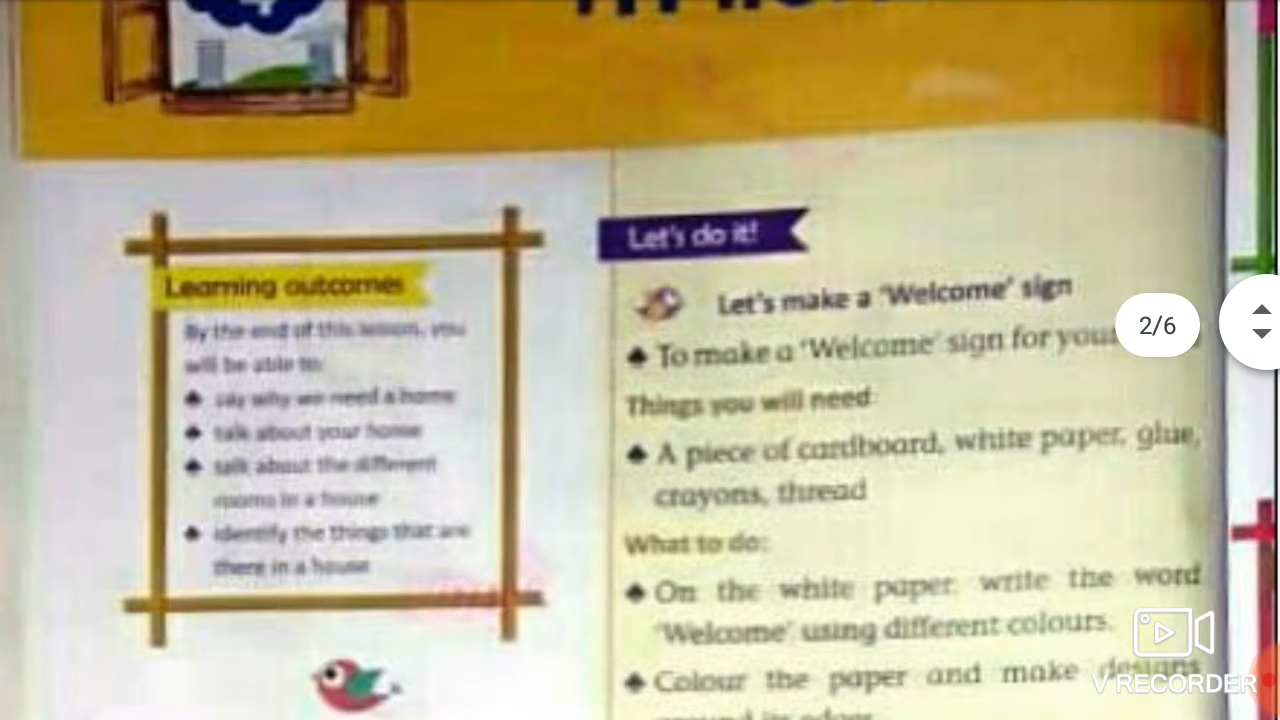 Learning outcomes
By the end of this lesson, you
will be able to:
say why we need a home
talk about your home
talk about the different
rooms in a house
identify the things that are
there in a house
Let's do it!
Let's make a 'Welcome' sign
To make a 'Welcome' sign for your
Things you will need:
A piece of cardboard, white paper, glue,
crayons, thread
What to do:
On the white paper, write the word
'Welcome' using different colours.
Colour the paper and make designs
around its edges.
2/6
V RECORDER